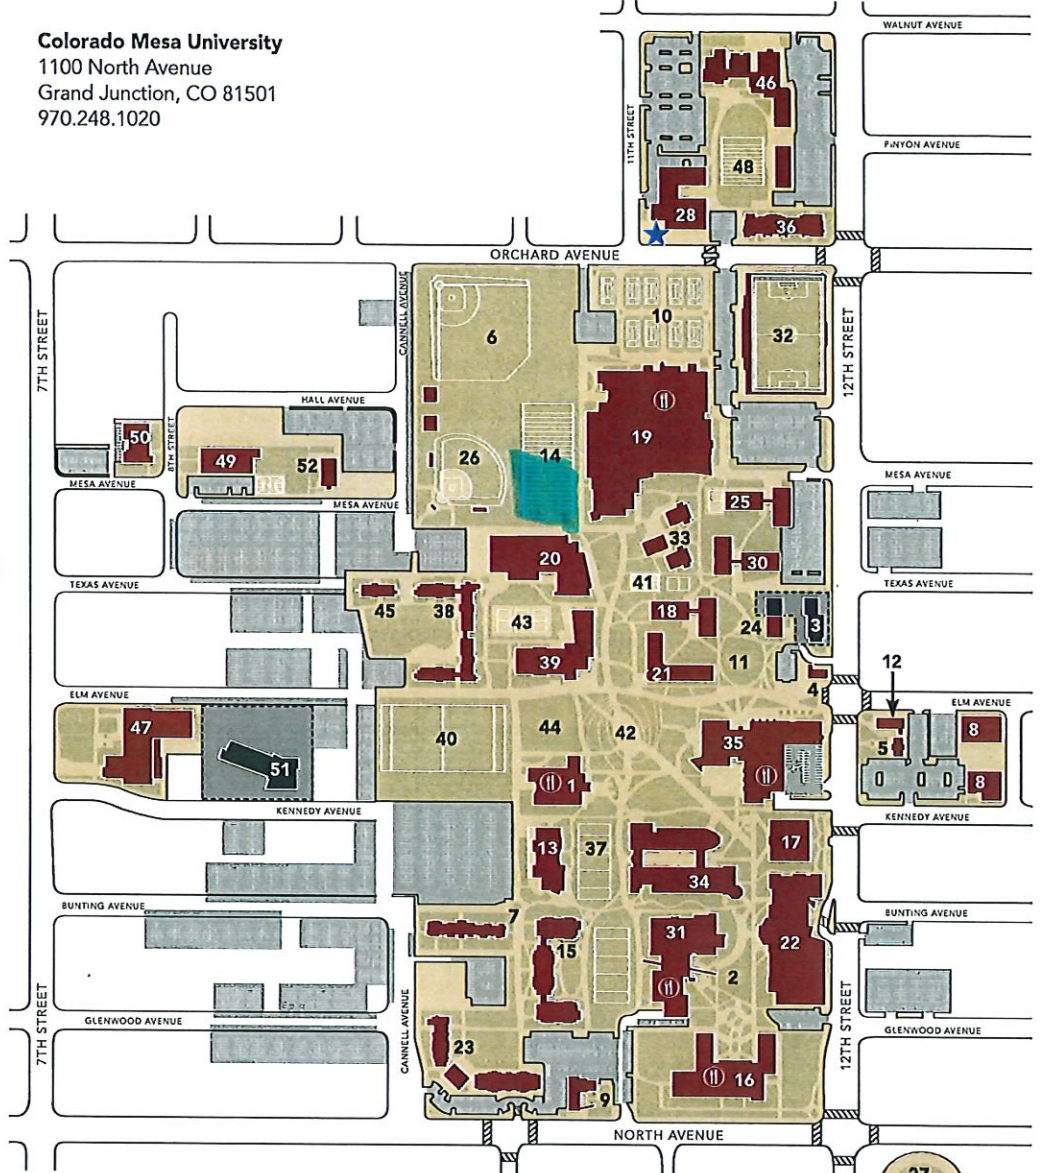 Colorado Mesa University
1100 North Avenue
Grand Junction, CO 81501
970.248.1020
WALNUT AVENUE
46
11TH STREET
PINYON AVENUE
48
28
36
ORCHARD AVENUE
CANNELL AVENUE
7TH STREET
6
10
32
12TH STREET
HALL AVENUE
8TH STREET
50
49
52
26
14
19
MESA AVENUE
MESA AVENUE
MESA AVENUE
25
33
20
30
41
TEXAS AVENUE
TEXAS AVENUE
45
38
43
18
24
3
39
21
11
12
4
ELM AVENUE
ELM AVENUE
47
40
44
42
35
5
8
51
1
8
KENNEDY AVENUE
KENNEDY AVENUE
13
37
17
34
BUNTING AVENUE
7
BUNTING AVENUE
15
31
22
2
7TH STREET
CANNELL AVENUE
12TH STREET
GLENWOOD AVENUE
GLENWOOD AVENUE
23
16
9
NORTH AVENUE
27